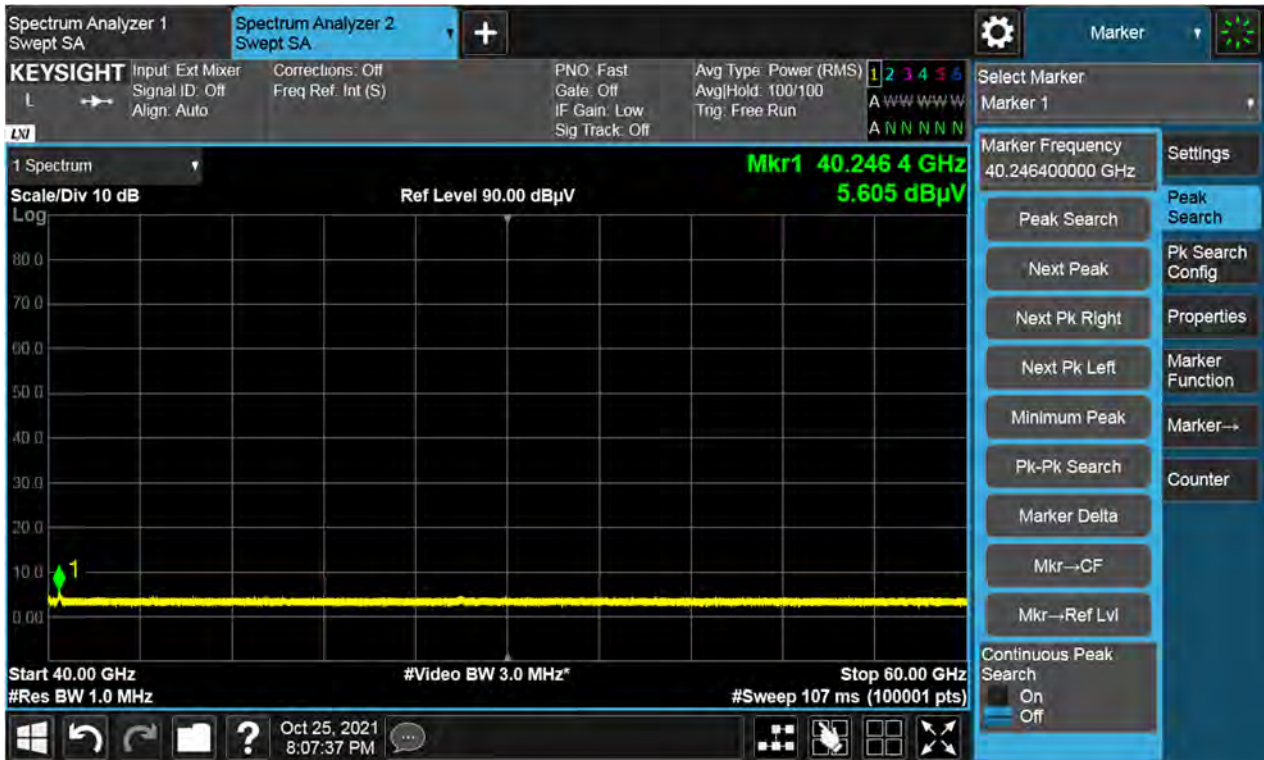 Spectrum Analyzer 1
Swept SA
Spectrum Analyzer 2
Swept SA
Marker
KEYSIGHT
L
LXI
Input: Ext Mixer
Signal ID: Off
Align: Auto
Corrections: Off
Freq Ref: Int (S)
PNO: Fast
Gate: Off
IF Gain: Low
Sig Track: Off
Avg Type: Power (RMS)
Avg|Hold: 100/100
Trig: Free Run
1 2 3 4 5 6
A W W W W W
A N N N N N
Select Marker
Marker 1
1 Spectrum
Mkr1 40.246 4 GHz
5.605 dBµV
Scale/Div 10 dB
Ref Level 90.00 dBµV
Log
80.0
70.0
60.0
50.0
40.0
30.0
20.0
10.0
0.00
1
Start 40.00 GHz
#Video BW 3.0 MHz*
Stop 60.00 GHz
#Res BW 1.0 MHz
#Sweep 107 ms (100001 pts)
Marker Frequency
40.246400000 GHz
Peak Search
Next Peak
Next Pk Right
Next Pk Left
Minimum Peak
Pk-Pk Search
Marker Delta
Mkr→CF
Mkr→Ref Lvl
Continuous Peak
Search
On
Off
Settings
Peak
Search
Pk Search
Config
Properties
Marker
Function
Marker→
Counter
?
Oct 25, 2021
8:07:37 PM